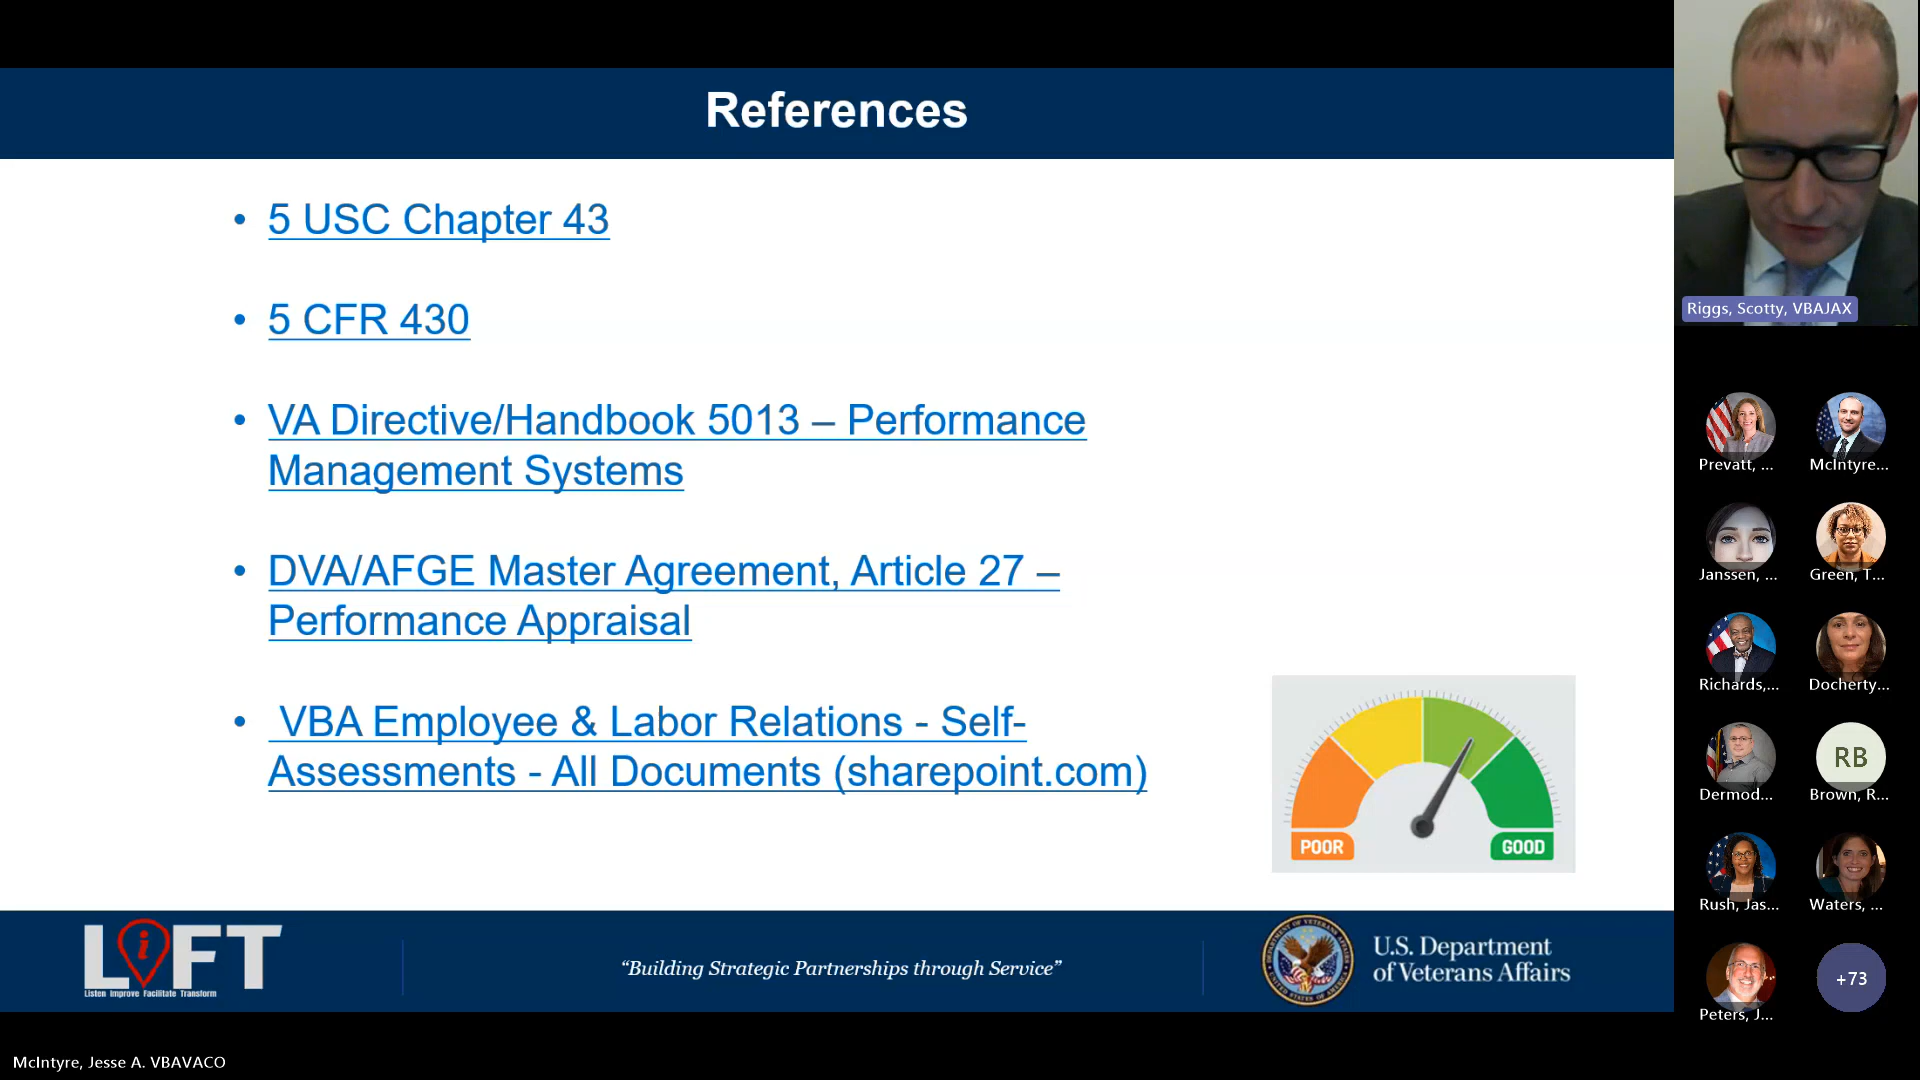 References
• 5 USC Chapter 43
• 5 CFR 430
• VA Directive/Handbook 5013 – Performance
Management Systems
• DVA/AFGE Master Agreement, Article 27 –
Performance Appraisal
• VBA Employee & Labor Relations - Self-
Assessments - All Documents (sharepoint.com)
POOR
GOOD
LiFT
Listen Improve Facilitate Transform
“Building Strategic Partnerships through Service”
U.S. Department
of Veterans Affairs
McIntyre, Jesse A. VBAVACO
Riggs, Scotty, VBAJAX
Prevatt, ...
McIntyre...
Janssen, ...
Green, T...
Richards,...
Docherty...
Dermod...
RB
Brown, R...
Rush, Jas...
Waters, ...
Peters, J...
+73